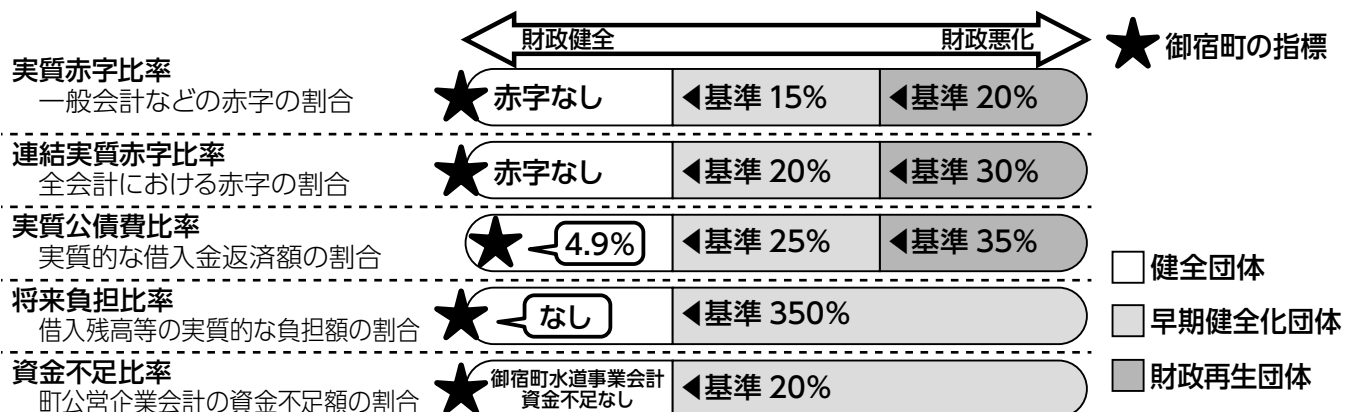 財政健全 財政悪化
★御宿町の指標
実質赤字比率
一般会計などの赤字の割合
★赤字なし ◀基準 15% ◀基準 20%
連結実質赤字比率
全会計における赤字の割合
★赤字なし ◀基準 20% ◀基準 30%
実質公債費比率
実質的な借入金返済額の割合
★4.9% ◀基準 25% ◀基準 35%
将来負担比率
借入残高等の実質的な負担額の割合
★なし ◀基準 350%
資金不足比率
町公営企業会計の資金不足額の割合
★御宿町水道事業会計
資金不足なし
◀基準 20%
健全団体
早期健全化団体
財政再生団体